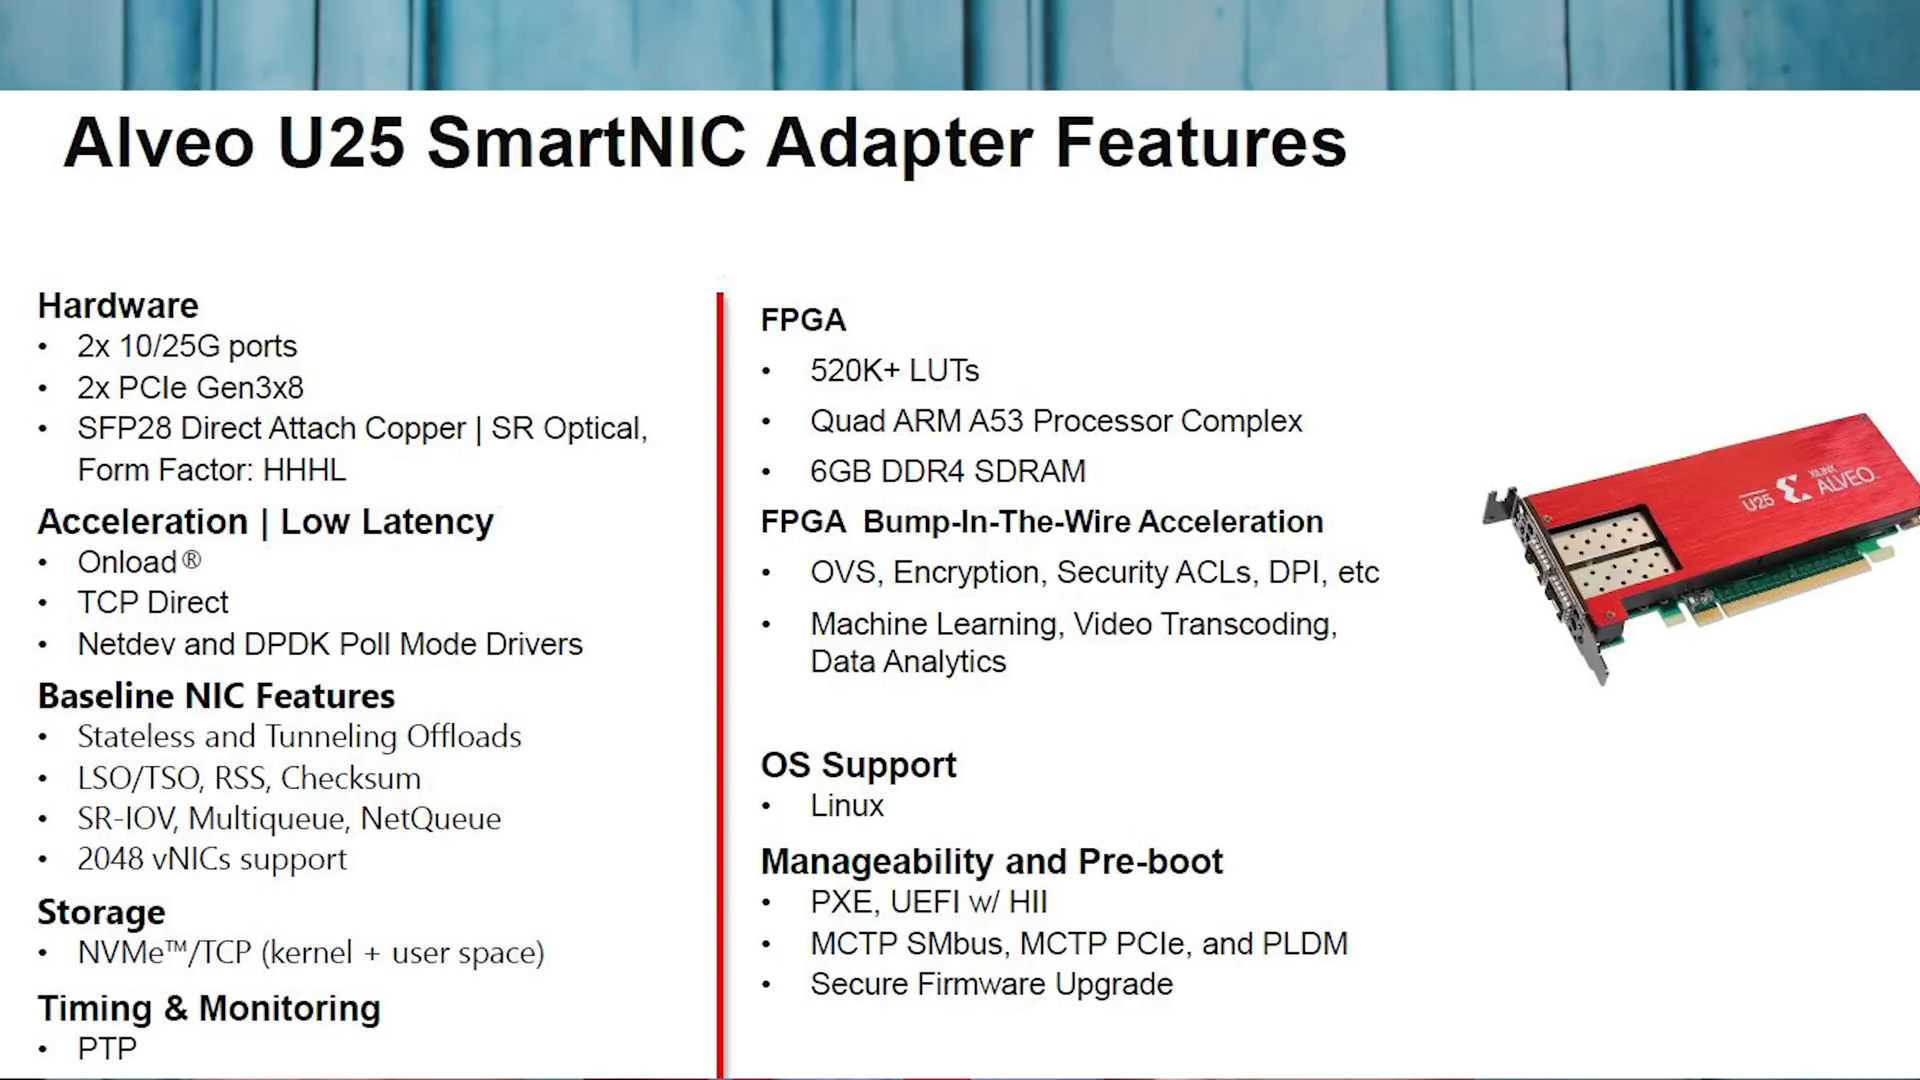 Alveo U25 SmartNIC Adapter Features
Hardware
• 2x 10/25G ports
• 2x PCIe Gen3x8
• SFP28 Direct Attach Copper | SR Optical,
Form Factor: HHHL
Acceleration | Low Latency
• Onload®
• TCP Direct
• Netdev and DPDK Poll Mode Drivers
Baseline NIC Features
• Stateless and Tunneling Offloads
• LSO/TSO, RSS, Checksum
• SR-IOV, Multiqueue, NetQueue
• 2048 vNICs support
Storage
• NVMe™/TCP (kernel + user space)
Timing & Monitoring
• PTP
FPGA
• 520K+ LUTs
• Quad ARM A53 Processor Complex
• 6GB DDR4 SDRAM
FPGA Bump-In-The-Wire Acceleration
• OVS, Encryption, Security ACLs, DPI, etc
• Machine Learning, Video Transcoding,
Data Analytics
OS Support
• Linux
Manageability and Pre-boot
• PXE, UEFI w/ HII
• MCTP SMbus, MCTP PCIe, and PLDM
• Secure Firmware Upgrade
U25
XILINX
ALVEO